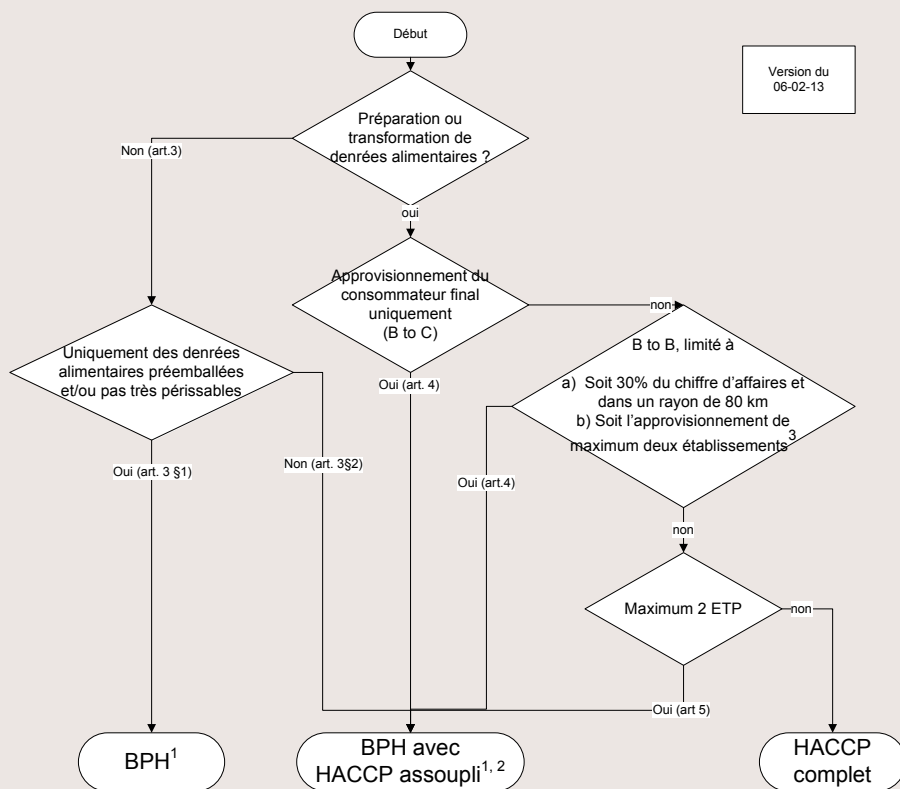 Début
Version du
06-02-13
Préparation ou
transformation de
denrées alimentaires ?
Non (art.3)
oui
Approvisionnement du
consommateur final
uniquement
(B to C)
non
Uniquement des denrées
alimentaires préemballées
et/ou pas très périssables
B to B, limité à
a) Soit 30% du chiffre d'affaires et
dans un rayon de 80 km
b) Soit l'approvisionnement de
maximum deux établissements3
Oui (art. 4)
Oui (art. 3 §1)
Non (art. 3§2)
Oui (art.4)
non
Maximum 2 ETP
non
Oui (art 5)
BPH1
BPH avec
HACCP assoupli1, 2
HACCP
complet